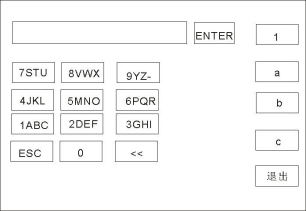 ENTER 1
7STU 8VWX 9YZ- a
4JKL 5MNO 6PQR b
1ABC 2DEF 3GHI
ESC 0 << c
退出